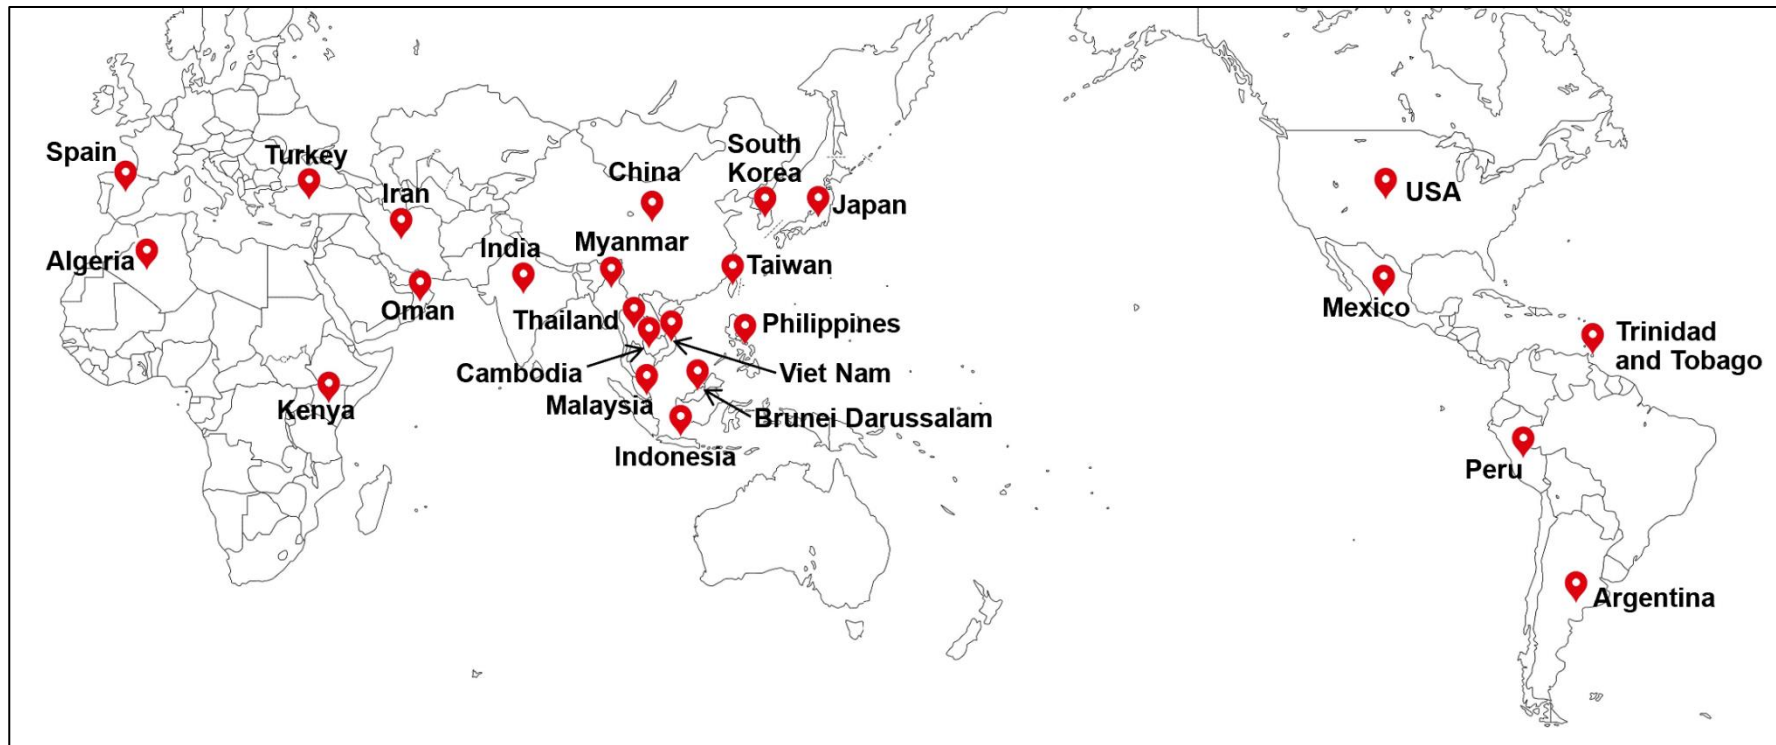 Spain
Turkey
Iran
Algeria
Oman
Kenya
India
China
Myanmar
South
Korea
Japan
Taiwan
Thailand
Philippines
Cambodia
Viet Nam
Malaysia
Brunei Darussalam
Indonesia
USA
Mexico
Trinidad
and Tobago
Peru
Argentina